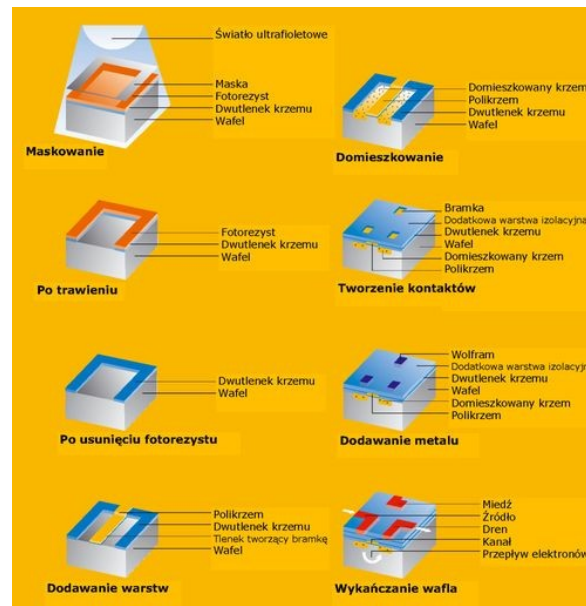 Światło ultrafioletowe
Maska
Fotorezyst
Dwutlenek krzemu
Wafel
Maskowanie
Fotorezyst
Dwutlenek krzemu
Wafel
Po trawieniu
Dwutlenek krzemu
Wafel
Po usunięciu fotorezystu
Polikrzem
Dwutlenek krzemu
Tlenek tworzący bramkę
Wafel
Dodawanie warstw
Domieszkowany krzem
Polikrzem
Dwutlenek krzemu
Wafel
Domieszkowanie
Bramka
Dodatkowa warstwa izolacyjna
Dwutlenek krzemu
Wafel
Domieszkowany krzem
Polikrzem
Tworzenie kontaktów
Wolfram
Dodatkowa warstwa izolacyjn
Dwutlenek krzemu
Wafel
Domieszkowany krzem
Polikrzem
Dodawanie metalu
Miedź
Źródło
Dren
Kanał
Przepływ elektronów
Wykańczanie wafla